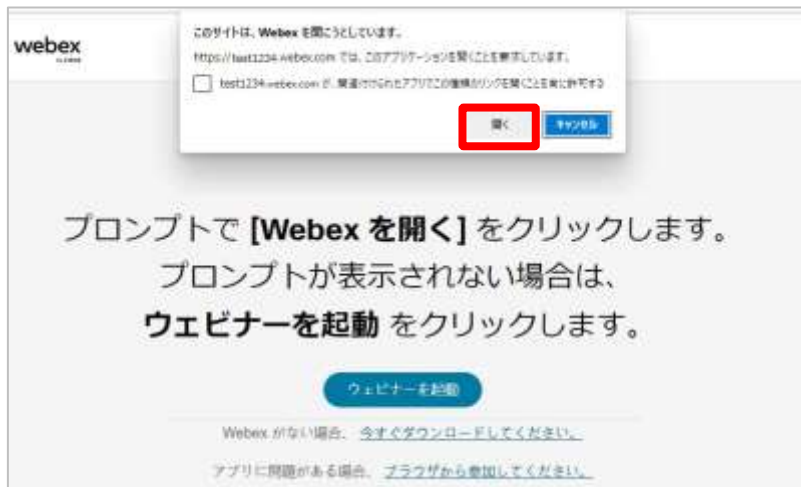 webex
このサイトは、Webex を開こうとしています。
https://test1234.webex.com では、このアプリケーションを開くことを要求しています。
test1234.webex.com が、関連付けられたアプリでこの種類のリンクを開くことを常に許可する
開く
キャンセル
プロンプトで [Webex を開く] をクリックします。
プロンプトが表示されない場合は、
ウェビナーを起動 をクリックします。
ウェビナーを起動
Webex がない場合、今すぐダウンロードしてください。
アプリに問題がある場合、ブラウザから参加してください。